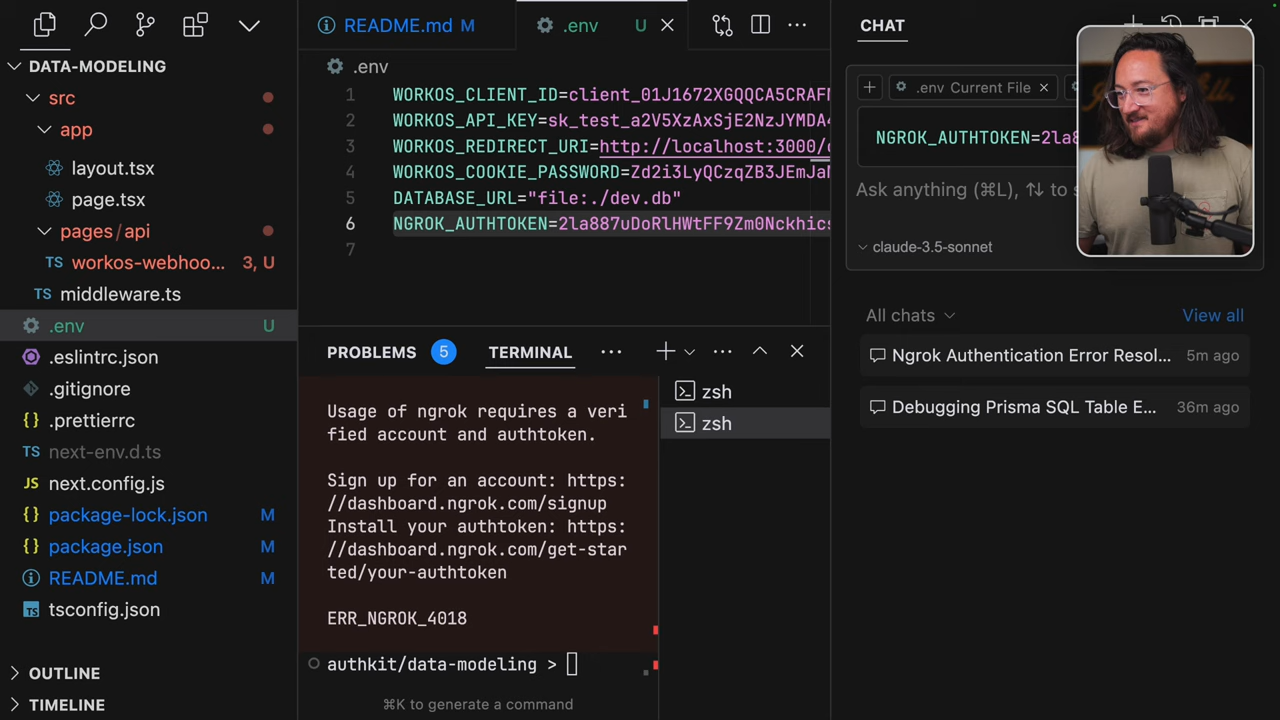 DATA-MODELING
src
app
layout.tsx
page.tsx
pages/api
TS workos-webhoo... 3, U
TS middleware.ts
.env U
.eslintrc.json
.gitignore
{} .prettierrc
TS next-env.d.ts
JS next.config.js
{} package-lock.json M
{} package.json M
README.md M
TS tsconfig.json
OUTLINE
TIMELINE
README.md M
.env U
.env
1 WORKOS_CLIENT_ID=client_01J1672XGQQCA5CRAF
2 WORKOS_API_KEY=sk_test_a2V5XzAxSjE2NzJYMDA
3 WORKOS_REDIRECT_URI=http://localhost:3000/
4 WORKOS_COOKIE_PASSWORD=Zd2i3LyQCzqZB3JEmJa
5 DATABASE_URL="file:./dev.db"
6 NGROK_AUTHTOKEN=2la887uDoRlHWtFF9Zm0Nckhics
7
PROBLEMS 5 TERMINAL
Usage of ngrok requires a veri
fied account and authtoken.
Sign up for an account: https:
//dashboard.ngrok.com/signup
Install your authtoken: https:
//dashboard.ngrok.com/get-star
ted/your-authtoken
ERR_NGROK_4018
authkit/data-modeling >
⌘K to generate a command
zsh
zsh
CHAT
.env Current File
NGROK_AUTHTOKEN=2la8
Ask anything (⌘L), ↑↓ to s
claude-3.5-sonnet
All chats View all
Ngrok Authentication Error Resol... 5m ago
Debugging Prisma SQL Table E... 36m ago